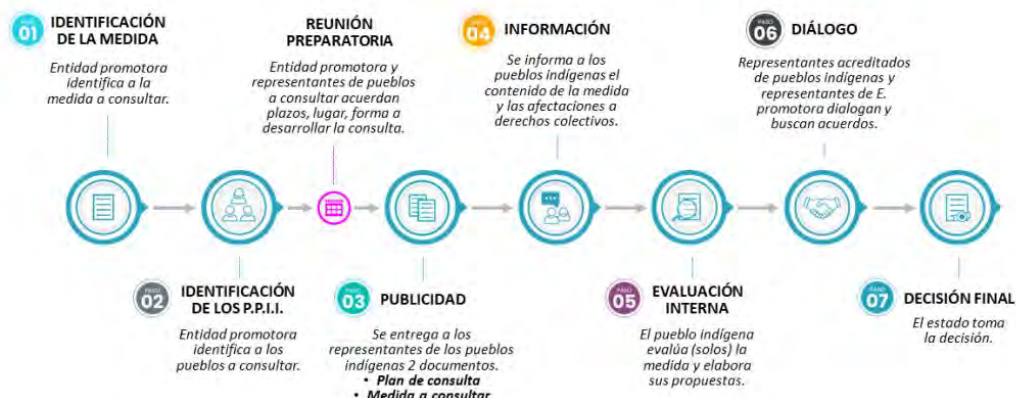 PASO
01
IDENTIFICACIÓN
DE LA MEDIDA
Entidad promotora
identifica a la
medida a consultar.
REUNIÓN
PREPARATORIA
Entidad promotora y
representantes de pueblos
a consultar acuerdan
plazos, lugar, forma a
desarrollar la consulta.
PASO
04
INFORMACIÓN
Se informa a los
pueblos indígenas el
contenido de la medida
y las afectaciones a
derechos colectivos.
PASO
06
DIÁLOGO
Representantes acreditados
de pueblos indígenas y
representantes de E.
promotora dialogan y
buscan acuerdos.
PASO
02
IDENTIFICACIÓN
DE LOS P.P.I.I.
Entidad promotora
identifica a los
pueblos a consultar.
PASO
03
PUBLICIDAD
Se entrega a los
representantes de los pueblos
indígenas 2 documentos.
• Plan de consulta
• Medida a consultar
PASO
05
EVALUACIÓN
INTERNA
El pueblo indígena
evalúa (solos) la
medida y elabora
sus propuestas.
PASO
07
DECISIÓN FINAL
El estado toma
la decisión.